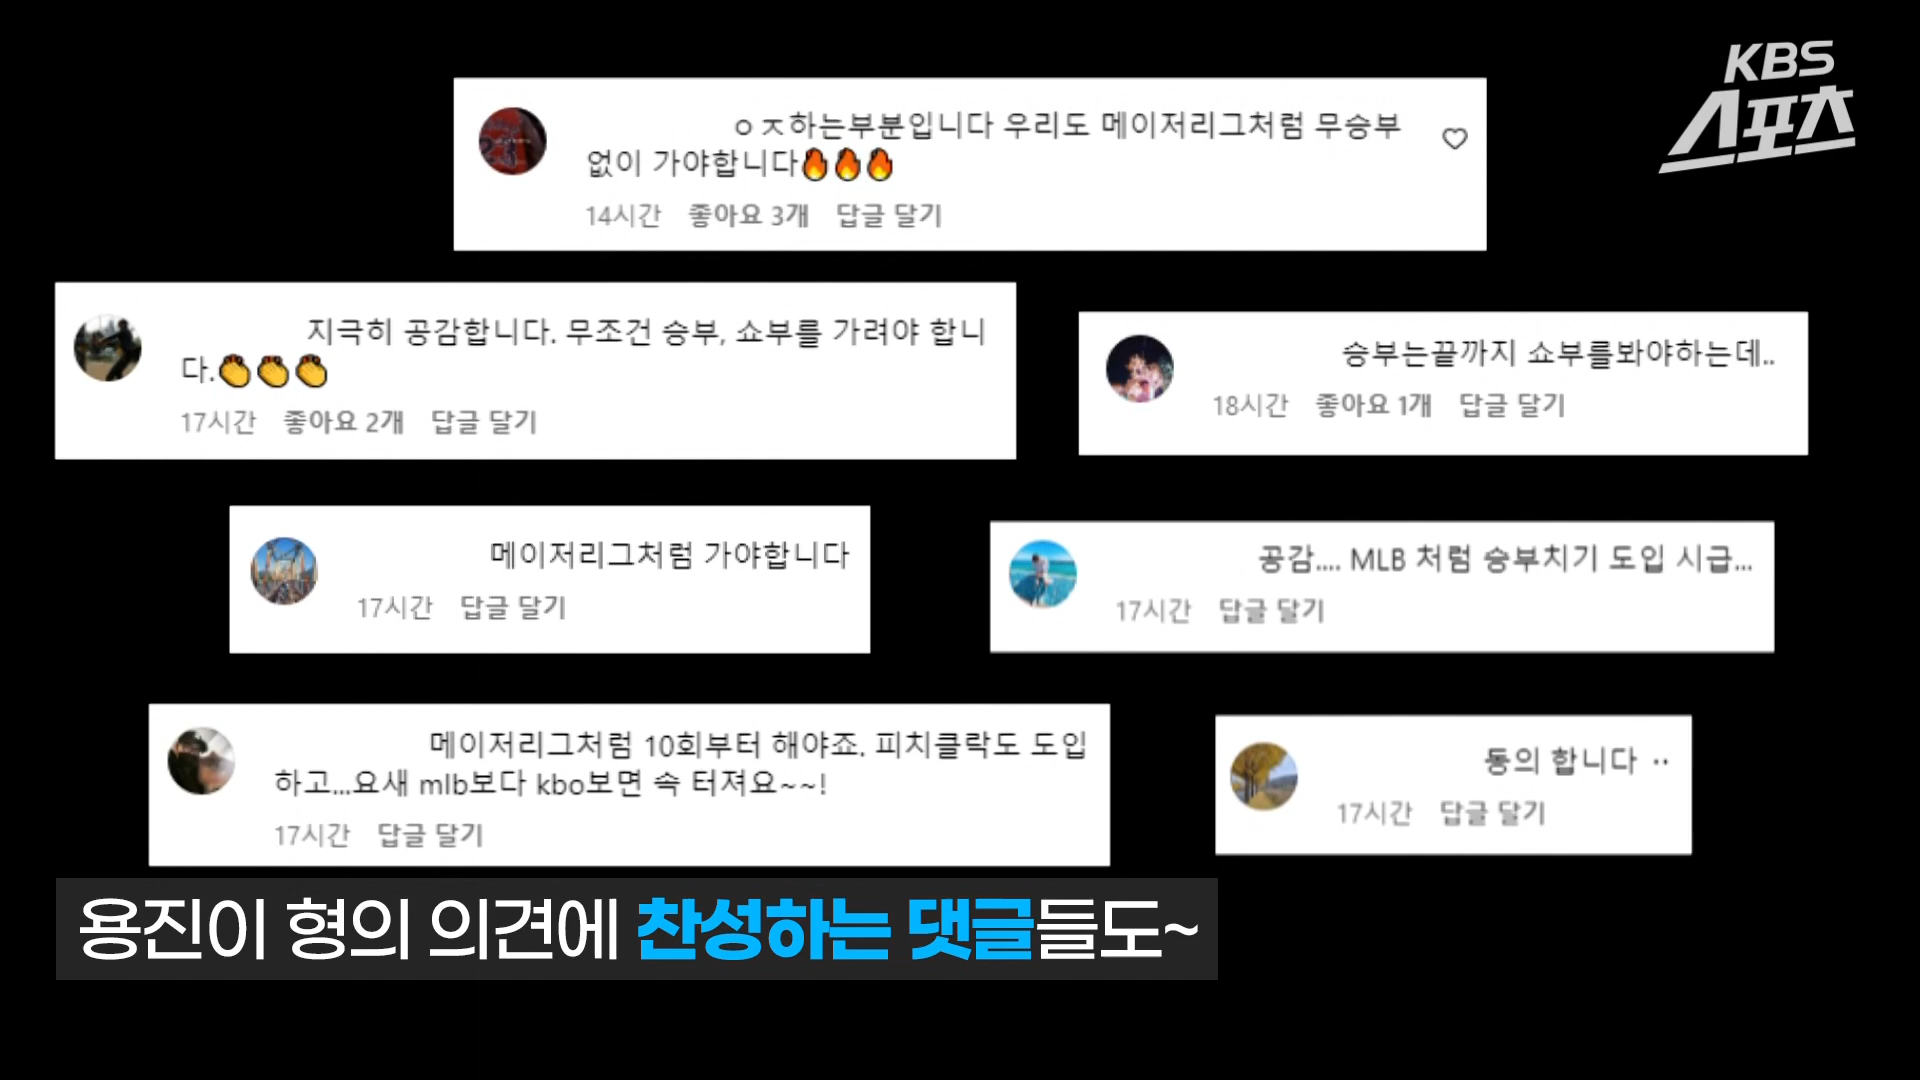 KBS
스포츠
ㅇㅈ하는부분입니다 우리도 메이저리그처럼 무승부
없이 가야합니다🔥🔥🔥
14시간 좋아요 3개 답글 달기
지극히 공감합니다. 무조건 승부, 쇼부를 가려야 합니
다.👏👏👏
17시간 좋아요 2개 답글 달기
승부는끝까지 쇼부를봐야하는데..
18시간 좋아요 1개 답글 달기
메이저리그처럼 가야합니다
17시간 답글 달기
공감.... MLB 처럼 승부치기 도입 시급...
17시간 답글 달기
메이저리그처럼 10회부터 해야죠. 피치클락도 도입
하고...요새 mlb보다 kbo보면 속 터져요~~!
17시간 답글 달기
동의 합니다 ··
17시간 답글 달기
용진이 형의 의견에 찬성하는 댓글들도~